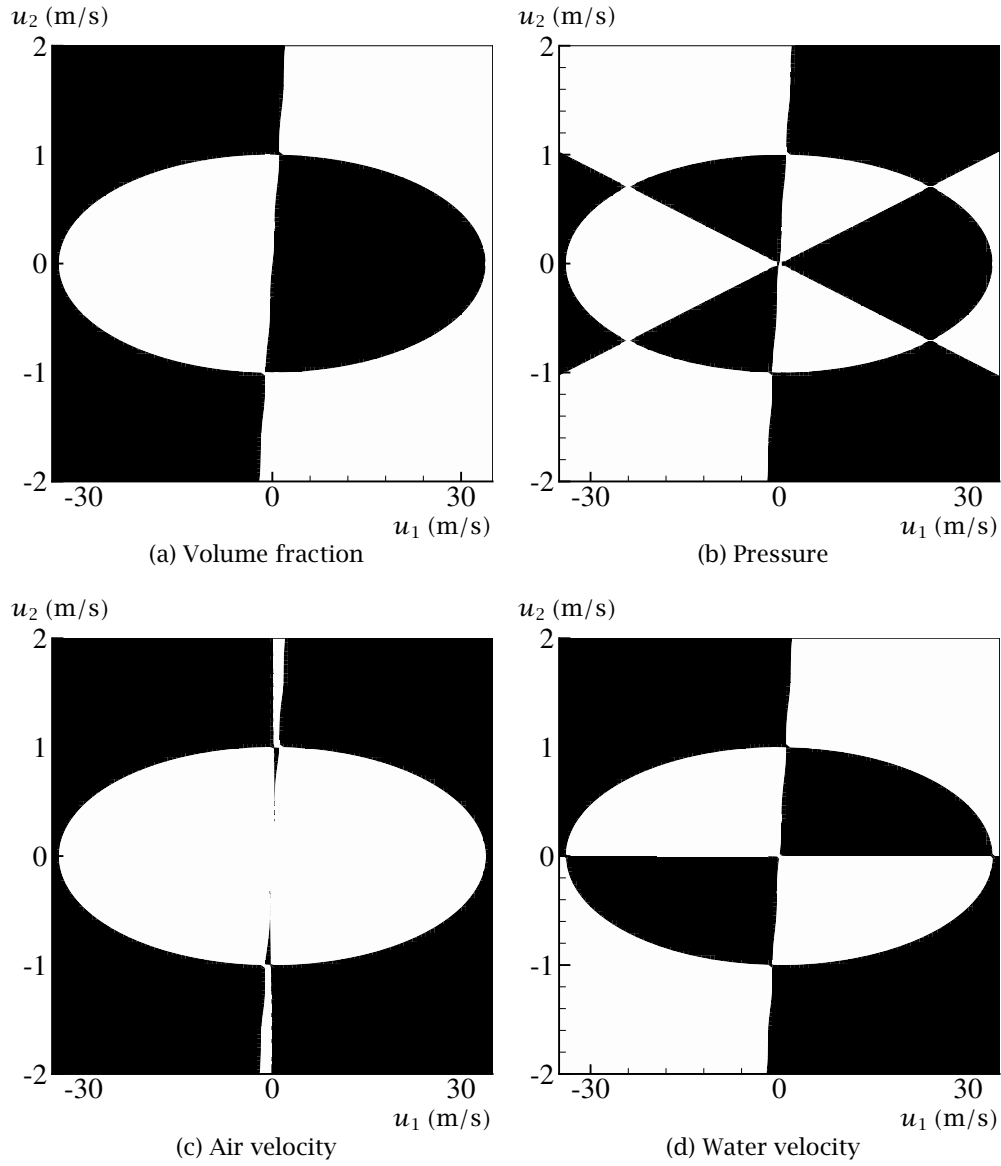 u₂ (m/s)
2
1
0
-1
-2
-30 0 30
u₁ (m/s)
(a) Volume fraction
u₂ (m/s)
2
1
0
-1
-2
-30 0 30
u₁ (m/s)
(b) Pressure
u₂ (m/s)
2
1
0
-1
-2
-30 0 30
u₁ (m/s)
(c) Air velocity
u₂ (m/s)
2
1
0
-1
-2
-30 0 30
u₁ (m/s)
(d) Water velocity